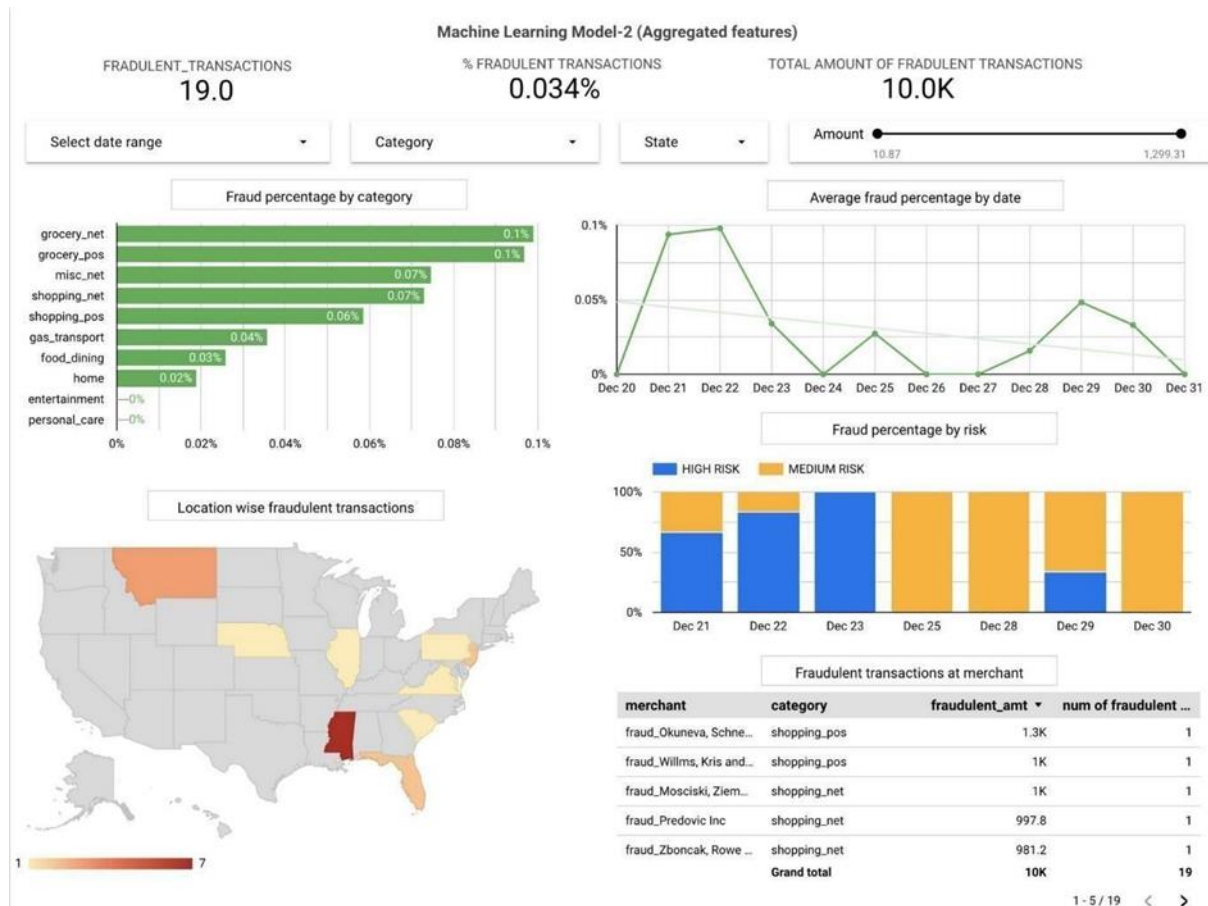 Machine Learning Model-2 (Aggregated features)
FRADULENT_TRANSACTIONS
19.0
% FRADULENT TRANSACTIONS
0.034%
TOTAL AMOUNT OF FRADULENT TRANSACTIONS
10.0K
Select date range
Category
State
Amount
10.87
1,299.31
Fraud percentage by category
grocery_net 0.1%
grocery_pos 0.1%
misc_net 0.07%
shopping_net 0.07%
shopping_pos 0.06%
gas_transport 0.04%
food_dining 0.03%
home 0.02%
entertainment 0%
personal_care 0%
0% 0.02% 0.04% 0.06% 0.08% 0.1%
Average fraud percentage by date
0.1%
0.05%
0%
Dec 20 Dec 21 Dec 22 Dec 23 Dec 24 Dec 25 Dec 26 Dec 27 Dec 28 Dec 29 Dec 30 Dec 31
Fraud percentage by risk
HIGH RISK MEDIUM RISK
100%
50%
0%
Dec 21 Dec 22 Dec 23 Dec 25 Dec 28 Dec 29 Dec 30
Location wise fraudulent transactions
1 7
Fraudulent transactions at merchant
merchant category fraudulent_amt num of fraudulent ...
fraud_Okuneva, Schne... shopping_pos 1.3K 1
fraud_Willms, Kris and... shopping_pos 1K 1
fraud_Mosciski, Ziem... shopping_net 1K 1
fraud_Predovic Inc shopping_net 997.8 1
fraud_Zboncak, Rowe ... shopping_net 981.2 1
Grand total 10K 19
1 - 5 / 19